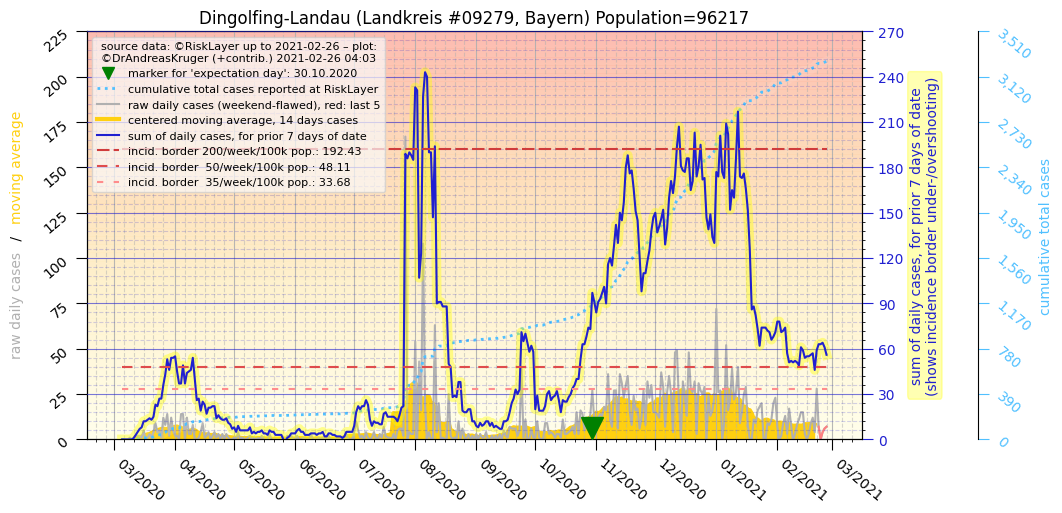 Dingolfing-Landau (Landkreis #09279, Bayern) Population=96217
source data: ©RiskLayer up to 2021-02-26 – plot:
©DrAndreasKruger (+contrib.) 2021-02-26 04:03
marker for 'expectation day': 30.10.2020
cumulative total cases reported at RiskLayer
raw daily cases (weekend-flawed), red: last 5
centered moving average, 14 days cases
sum of daily cases, for prior 7 days of date
incid. border 200/week/100k pop.: 192.43
incid. border  50/week/100k pop.: 48.11
incid. border  35/week/100k pop.: 33.68
raw daily cases  /  moving average
225
200
175
150
125
100
75
50
25
0
03/2020
04/2020
05/2020
06/2020
07/2020
08/2020
09/2020
10/2020
11/2020
12/2020
01/2021
02/2021
03/2021
270
240
210
180
150
120
90
60
30
0
sum of daily cases, for prior 7 days of date
(shows incidence border under-/overshooting)
3,510
3,120
2,730
2,340
1,950
1,560
1,170
780
390
0
cumulative total cases